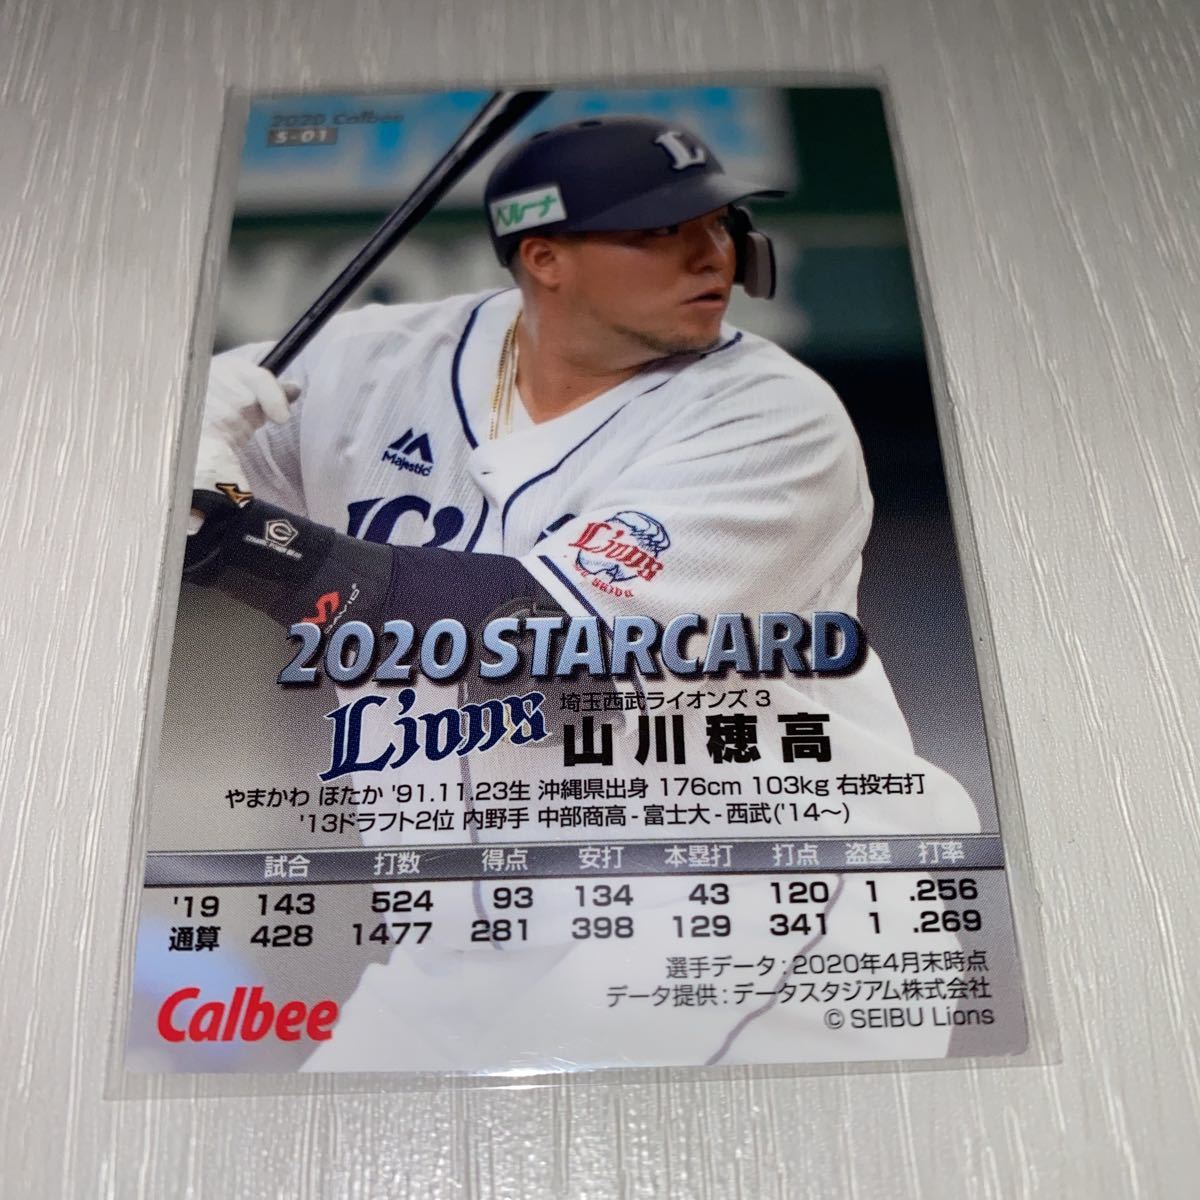 2020 Calbee
S-01
L
ベルーナ
Majestic
Lions
2020 STARCARD
Lions
埼玉西武ライオンズ 3
山川穂高
やまかわ ほたか '91.11.23生 沖縄県出身 176cm 103kg 右投右打
'13ドラフト2位 内野手 中部商高-富士大-西武('14〜)
試合 打数 得点 安打 本塁打 打点 盗塁 打率
'19 143 524 93 134 43 120 1 .256
通算 428 1477 281 398 129 341 1 .269
選手データ:2020年4月末時点
データ提供:データスタジアム株式会社
© SEIBU Lions
Calbee